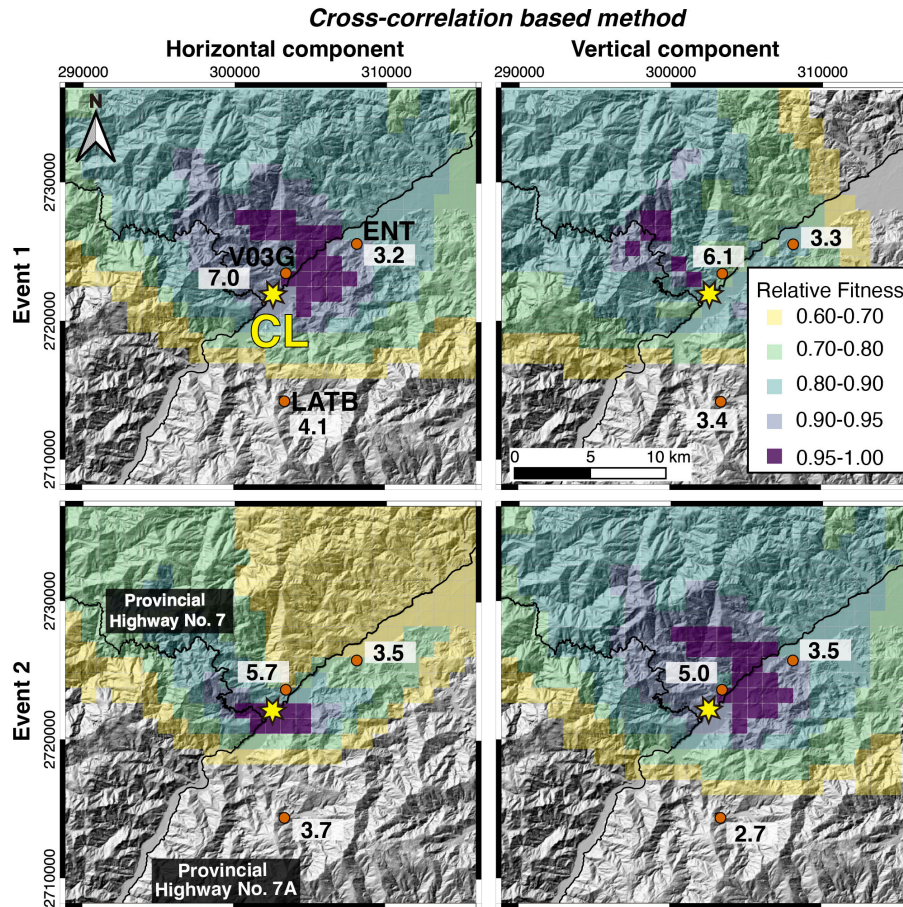 Cross-correlation based method
Horizontal component
Vertical component
290000 300000 310000
290000 300000 310000
Event 1
2730000
2720000
2710000
N
ENT
3.2
V03G
7.0
CL
LATB
4.1
6.1
3.3
3.4
0 5 10 km
Relative Fitness
0.60-0.70
0.70-0.80
0.80-0.90
0.90-0.95
0.95-1.00
Event 2
2730000
2720000
2710000
Provincial
Highway No. 7
5.7
3.5
3.7
Provincial
Highway No. 7A
5.0
3.5
2.7